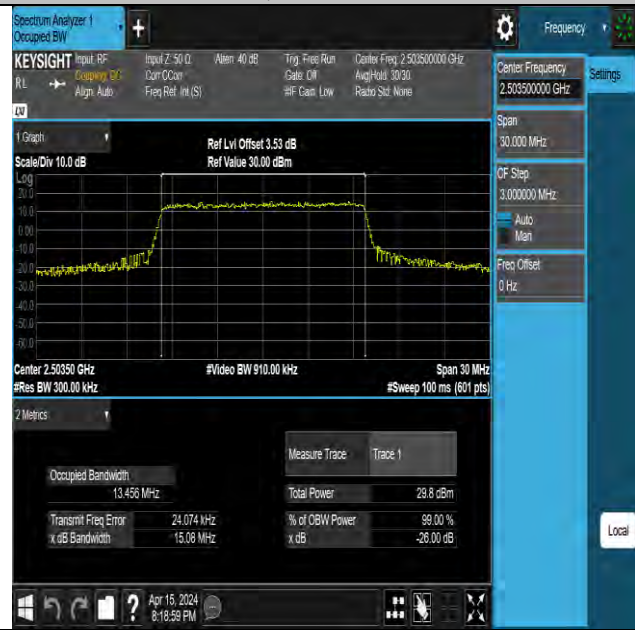 Spectrum Analyzer 1
Occupied BW
+
Frequency
KEYSIGHT
RL
Input: RF
Coupling: DC
Align: Auto
Input Z: 50 Ω
Corr CCorr
Freq Ref: Int (S)
Atten: 40 dB
Trig: Free Run
Gate: Off
#IF Gain: Low
Center Freq: 2.503500000 GHz
Avg|Hold: 30/30
Radio Std: None
LXI
1 Graph
Scale/Div 10.0 dB
Ref Lvl Offset 3.53 dB
Ref Value 30.00 dBm
Log
20.0
10.0
0.00
-10.0
-20.0
-30.0
-40.0
-50.0
-60.0
Center 2.50350 GHz
#Video BW 910.00 kHz
Span 30 MHz
#Res BW 300.00 kHz
#Sweep 100 ms (601 pts)
2 Metrics
Measure Trace
Trace 1
Occupied Bandwidth
13.456 MHz
Total Power
29.8 dBm
Transmit Freq Error
24.074 kHz
% of OBW Power
99.00 %
x dB Bandwidth
15.08 MHz
x dB
-26.00 dB
Center Frequency
2.503500000 GHz
Settings
Span
30.000 MHz
CF Step
3.000000 MHz
Auto
Man
Freq Offset
0 Hz
Local
?
Apr 15, 2024
8:18:59 PM